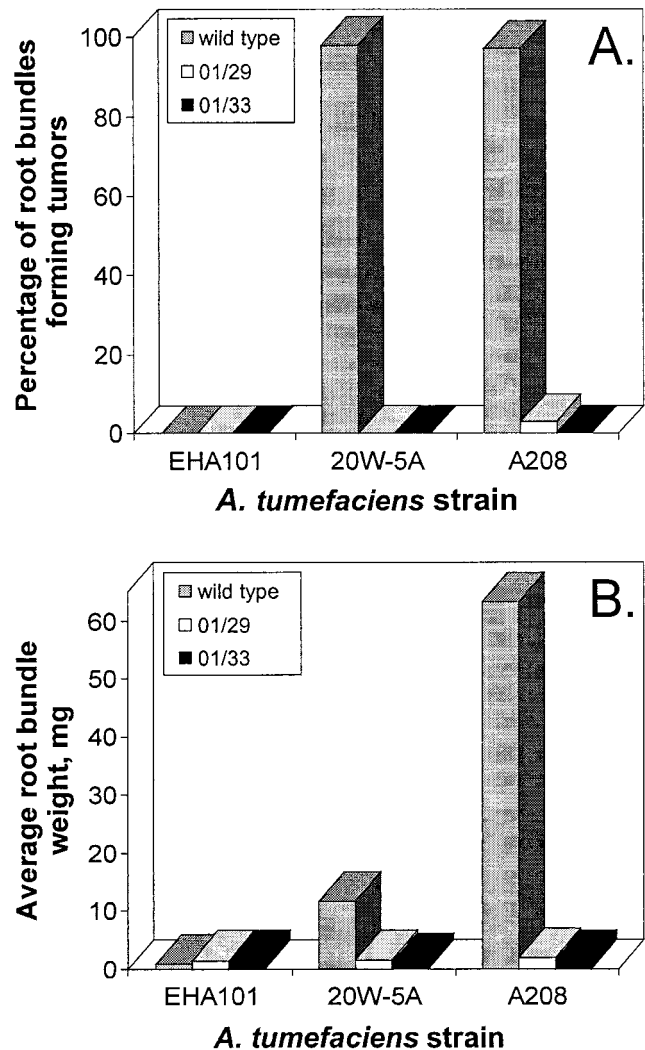 A.
wild type
01/29
01/33
Percentage of root bundles
forming tumors
100
80
60
40
20
0
EHA101 20W-5A A208
A. tumefaciens strain
B.
wild type
01/29
01/33
Average root bundle
weight, mg
60
50
40
30
20
10
0
EHA101 20W-5A A208
A. tumefaciens strain